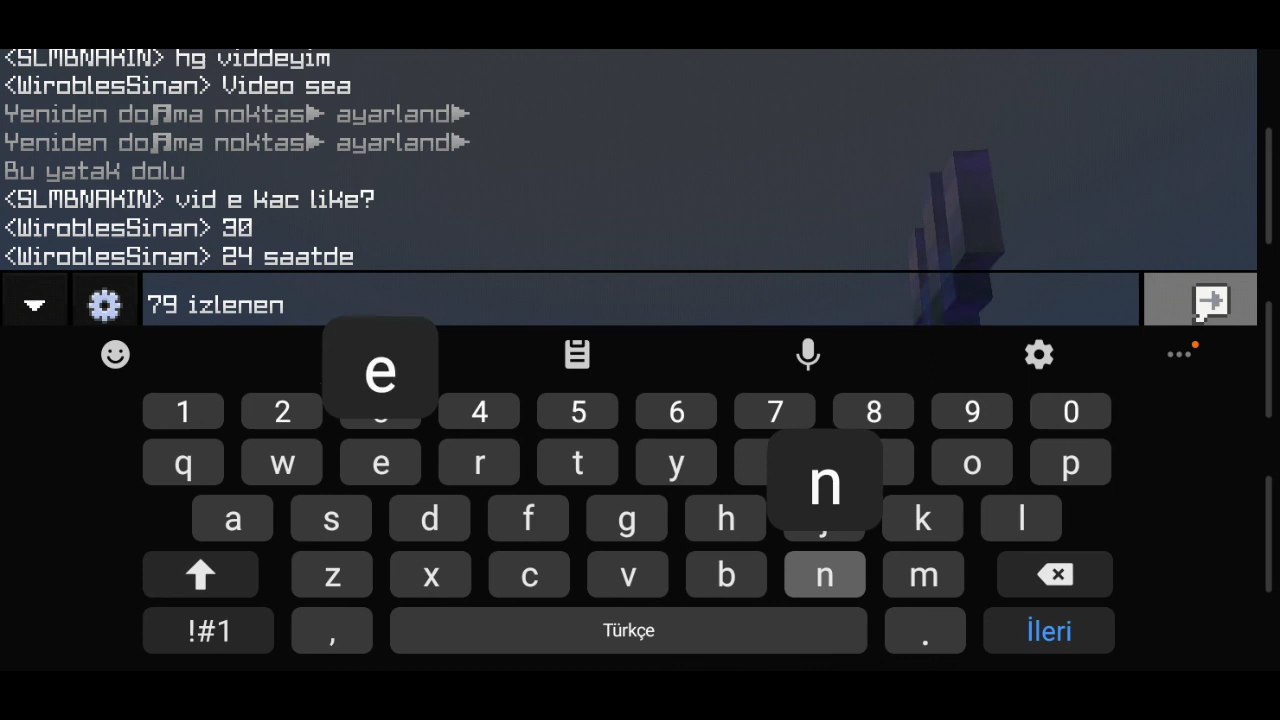 <SLMBNAKIN> hg viddeyim
<WiroblesSinan> Video sea
Yeniden do🎵ma noktas▶ ayarland▶
Yeniden do🎵ma noktas▶ ayarland▶
Bu yatak dolu
<SLMBNAKIN> vid e kac like?
<WiroblesSinan> 30
<WiroblesSinan> 24 saatde
79 izlenen
e
1 2 4 5 6 7 8 9 0
q w e r t y o p
n
a s d f g h k l
z x c v b n m
!#1 , Türkçe . İleri